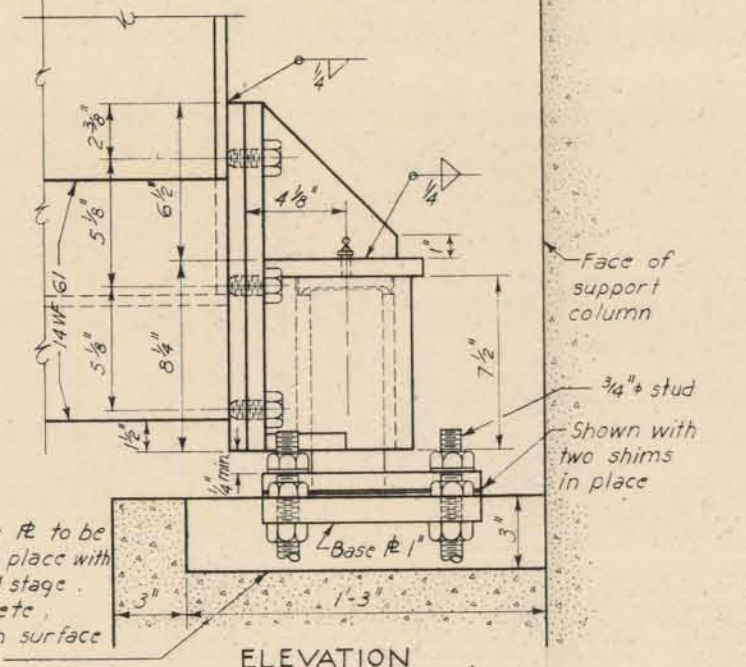 1/4
2 3/8"
6 1/2"
5 1/8"
4 1/8"
1/4
1"
Face of
support
column
14WF 61
5 1/8"
8 1/4"
7 1/2"
3/4"φ stud
Shown with
two shims
in place
1 1/2"
1/4" min.
℄ to be
place with
stage.
surface
Base ℄ 1"
3"
3"
1'-3"
ELEVATION